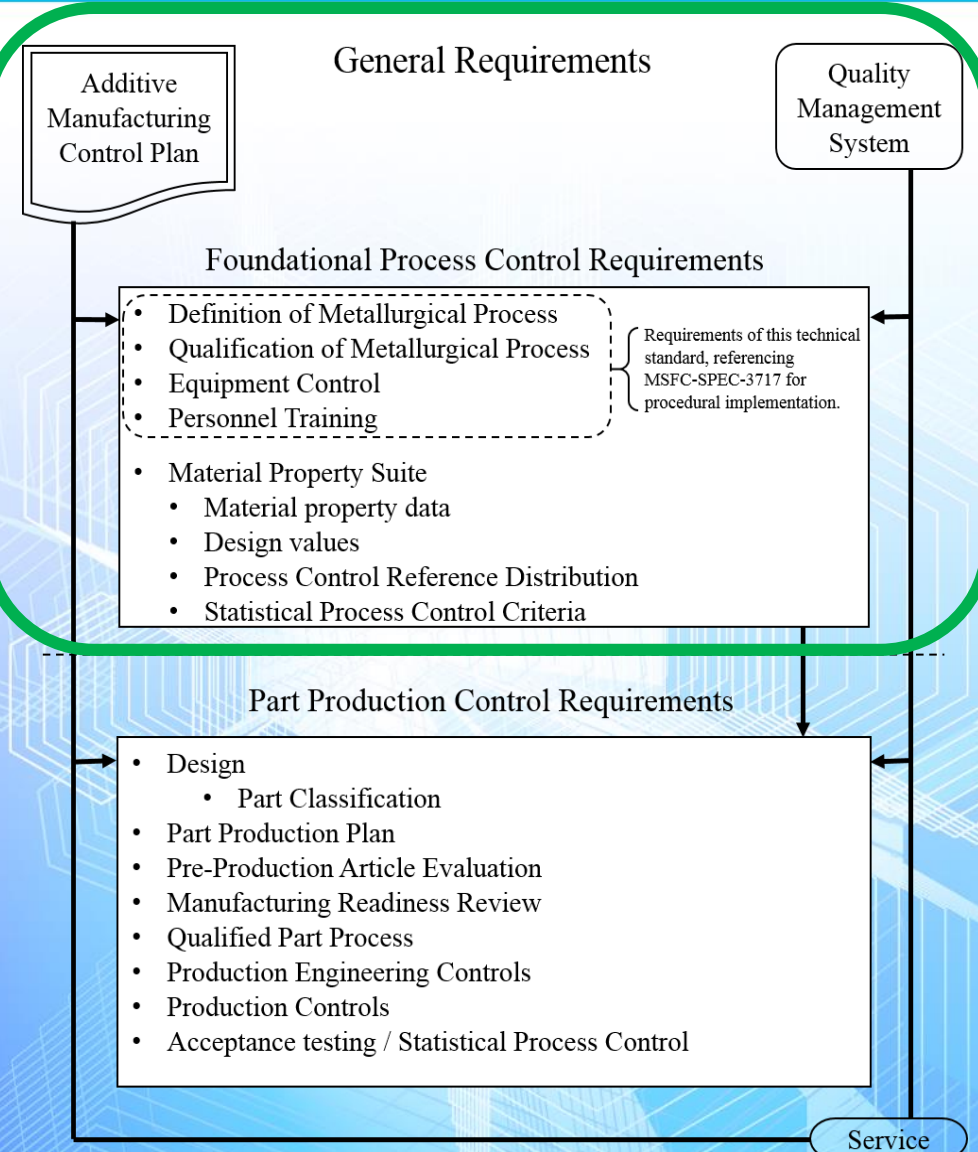 General Requirements
Additive
Manufacturing
Control Plan
Quality
Management
System
Foundational Process Control Requirements
• Definition of Metallurgical Process
• Qualification of Metallurgical Process
• Equipment Control
• Personnel Training
Requirements of this technical
standard, referencing
MSFC-SPEC-3717 for
procedural implementation.
• Material Property Suite
• Material property data
• Design values
• Process Control Reference Distribution
• Statistical Process Control Criteria
Part Production Control Requirements
• Design
• Part Classification
• Part Production Plan
• Pre-Production Article Evaluation
• Manufacturing Readiness Review
• Qualified Part Process
• Production Engineering Controls
• Production Controls
• Acceptance testing / Statistical Process Control
Service